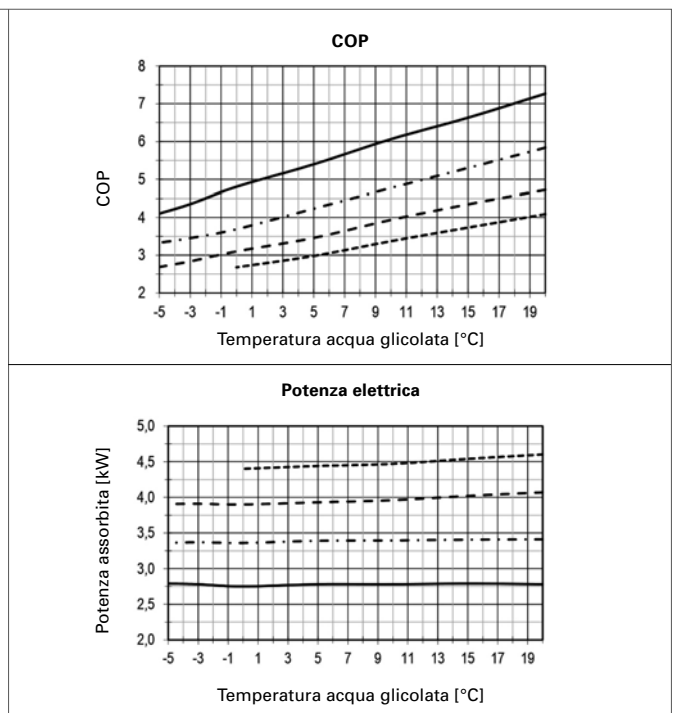 COP
8
7
6
5
4
3
2
COP
-5 -3 -1 1 3 5 7 9 11 13 15 17 19
Temperatura acqua glicolata [°C]
Potenza elettrica
5,0
4,5
4,0
3,5
3,0
2,5
2,0
Potenza assorbita [kW]
-5 -3 -1 1 3 5 7 9 11 13 15 17 19
Temperatura acqua glicolata [°C]